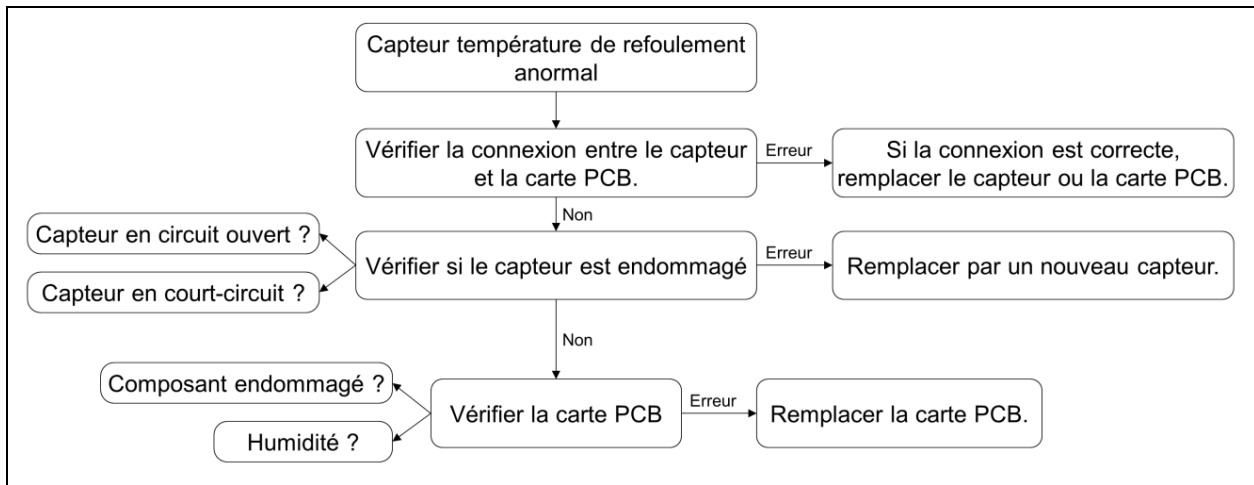 Capteur température de refoulement
anormal
Vérifier la connexion entre le capteur
et la carte PCB.
Erreur
Si la connexion est correcte,
remplacer le capteur ou la carte PCB.
Non
Capteur en circuit ouvert ?
Capteur en court-circuit ?
Vérifier si le capteur est endommagé
Erreur
Remplacer par un nouveau capteur.
Non
Composant endommagé ?
Humidité ?
Vérifier la carte PCB
Erreur
Remplacer la carte PCB.